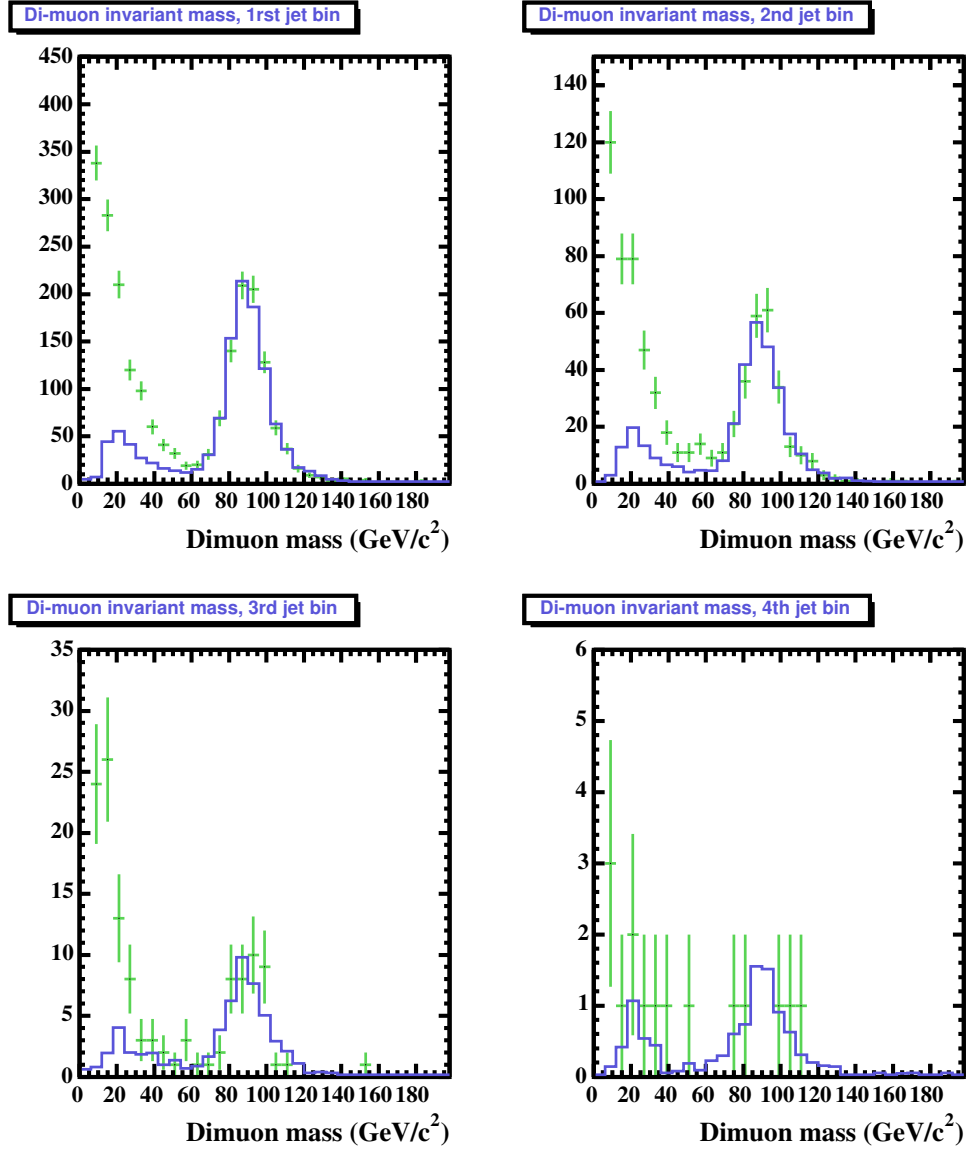 Di-muon invariant mass, 1rst jet bin
450
400
350
300
250
200
150
100
50
0
0 20 40 60 80 100 120 140 160 180
Dimuon mass (GeV/c²)
Di-muon invariant mass, 2nd jet bin
140
120
100
80
60
40
20
0
0 20 40 60 80 100 120 140 160 180
Dimuon mass (GeV/c²)
Di-muon invariant mass, 3rd jet bin
35
30
25
20
15
10
5
0
0 20 40 60 80 100 120 140 160 180
Dimuon mass (GeV/c²)
Di-muon invariant mass, 4th jet bin
6
5
4
3
2
1
0
0 20 40 60 80 100 120 140 160 180
Dimuon mass (GeV/c²)